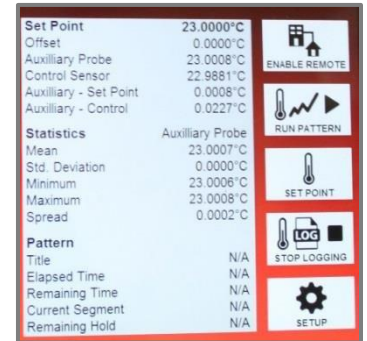 Set Point 23.0000°C
Offset 0.0000°C
Auxilliary Probe 23.0008°C
Control Sensor 22.9881°C
Auxilliary - Set Point 0.0008°C
Auxilliary - Control 0.0227°C
Statistics Auxilliary Probe
Mean 23.0007°C
Std. Deviation 0.0000°C
Minimum 23.0006°C
Maximum 23.0008°C
Spread 0.0002°C
Pattern
Title N/A
Elapsed Time N/A
Remaining Time N/A
Current Segment N/A
Remaining Hold N/A
ENABLE REMOTE
RUN PATTERN
SET POINT
LOG
STOP LOGGING
SETUP